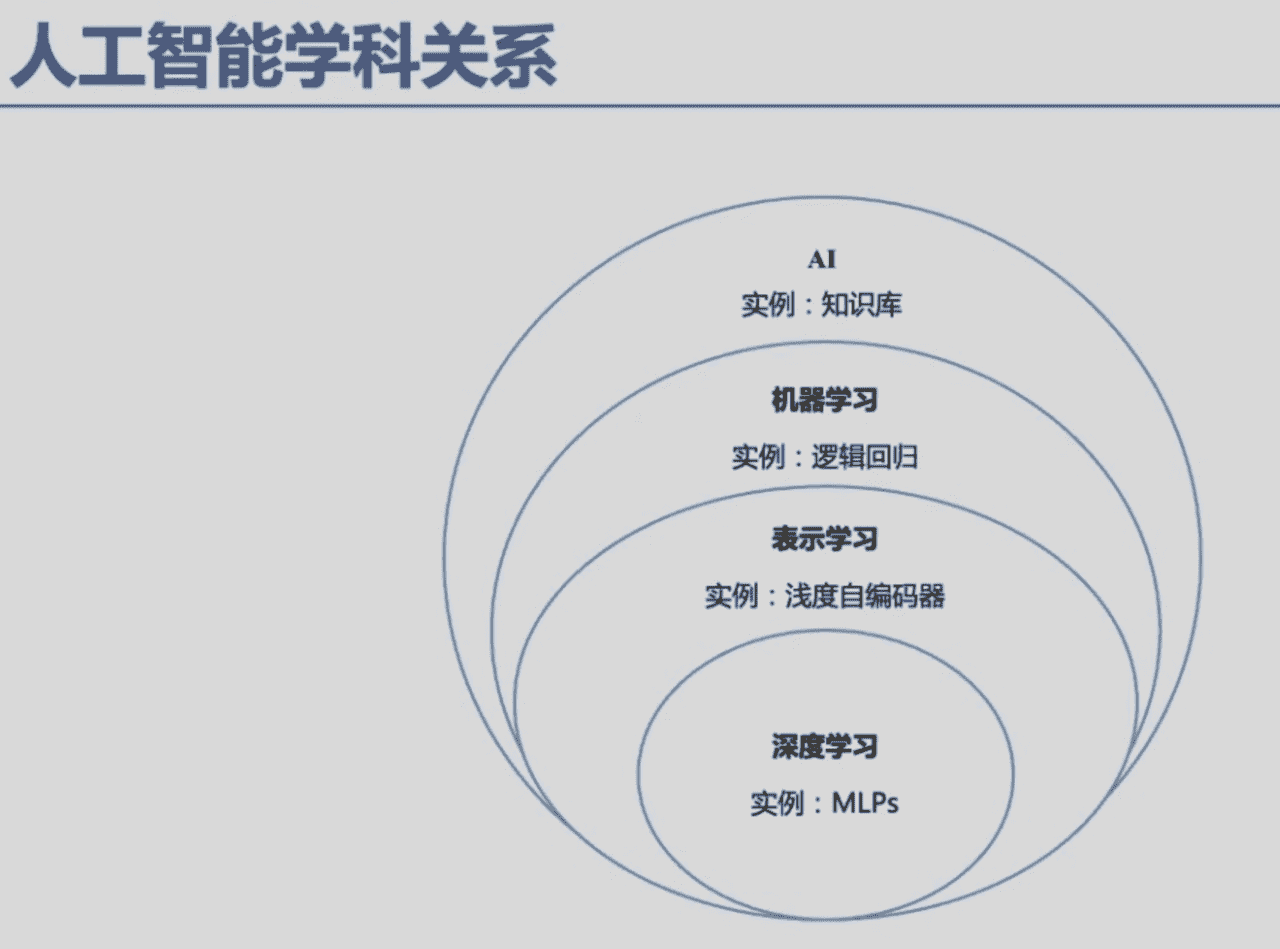 人工智能学科关系
AI
实例：知识库
机器学习
实例：逻辑回归
表示学习
实例：浅度自编码器
深度学习
实例：MLPs